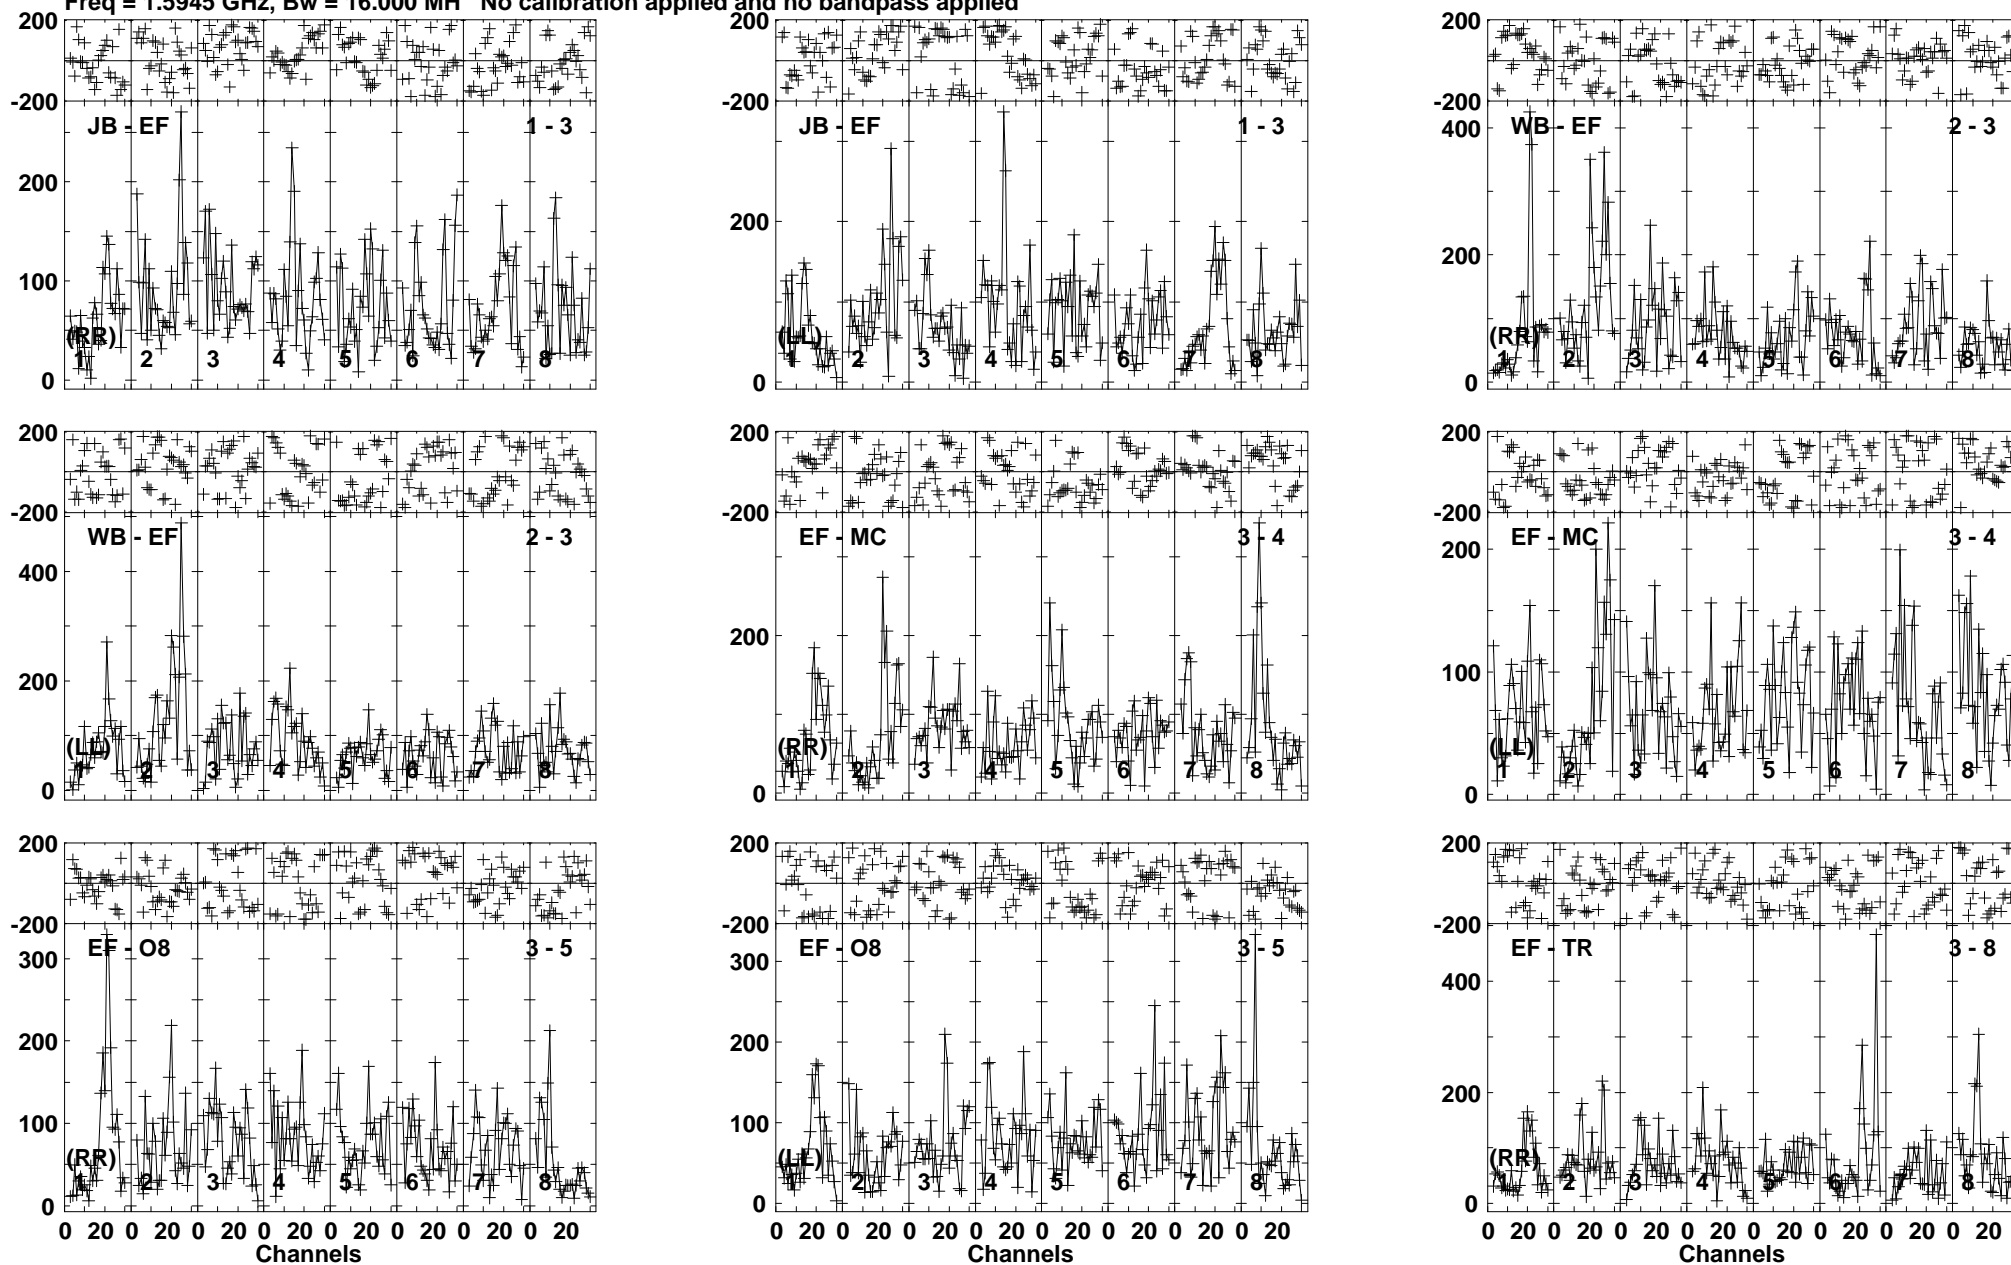 Freq = 1.5945 GHz, Bw = 16.000 MH   No calibration applied and no bandpass applied
200 200 200
-200 -200 -200
JB - EF 1 - 3 JB - EF 1 - 3 WB - EF 2 - 3
400
200 200 200
100
(RR) (LL) (RR)
1 2 3 4 5 6 7 8 1 2 3 4 5 6 7 8 1 2 3 4 5 6 7 8
0 0 0
200 200 200
-200 -200 -200
WB - EF 2 - 3 EF - MC 3 - 4 EF - MC 3 - 4
400 200
200 200 100
(LL) (RR) (LL)
1 2 3 4 5 6 7 8 1 2 3 4 5 6 7 8 1 2 3 4 5 6 7 8
0 0 0
200 200 200
-200 -200 -200
EF - O8 3 - 5 EF - O8 3 - 5 EF - TR 3 - 8
300 300 400
200 200 200
100 100
(RR) (LL) (RR)
1 2 3 4 5 6 7 8 1 2 3 4 5 6 7 8 1 2 3 4 5 6 7 8
0 0 0
0 20 0 20 0 20 0 20 0 20 0 20 0 20 0 20 0 20 0 20 0 20 0 20 0 20 0 20 0 20 0 20 0 20 0 20 0 20 0 20 0 20 0 20 0 20 0 20
Channels Channels Channels